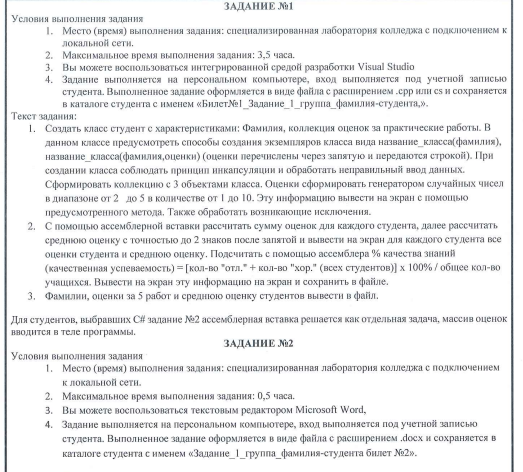 ЗАДАНИЕ №1
Условия выполнения задания
1. Место (время) выполнения задания: специализированная лаборатория колледжа с подключением к
локальной сети.
2. Максимальное время выполнения задания: 3,5 часа.
3. Вы можете воспользоваться интегрированной средой разработки Visual Studio
4. Задание выполняется на персональном компьютере, вход выполняется под учетной записью
студента. Выполненное задание оформляется в виде файла с расширением .cpp или cs и сохраняется
в каталоге студента с именем «Билет№1_Задание_1_группа_фамилия-студента,».
Текст задания:
1. Создать класс студент с характеристиками: Фамилия, коллекция оценок за практические работы. В
данном классе предусмотреть способы создания экземпляров класса вида название_класса(фамилия),
название_класса(фамилия,оценки) (оценки перечислены через запятую и передаются строкой). При
создании класса соблюдать принцип инкапсуляции и обработать неправильный ввод данных.
Сформировать коллекцию с 3 объектами класса. Оценки сформировать генератором случайных чисел
в диапазоне от 2 до 5 в количестве от 1 до 10. Эту информацию вывести на экран с помощью
предусмотренного метода. Также обработать возникающие исключения.
2. С помощью ассемблерной вставки рассчитать сумму оценок для каждого студента, далее рассчитать
среднюю оценку с точностью до 2 знаков после запятой и вывести на экран для каждого студента все
оценки студента и среднюю оценку. Подсчитать с помощью ассемблера % качества знаний
(качественная успеваемость) = [кол-во "отл." + кол-во "хор." (всех студентов)] х 100% / общее кол-во
учащихся. Вывести на экран эту информацию на экран и сохранить в файле.
3. Фамилии, оценки за 5 работ и среднюю оценку студентов вывести в файл.
Для студентов, выбравших C# задание №2 ассемблерная вставка решается как отдельная задача, массив оценок
вводится в теле программы.
ЗАДАНИЕ №2
Условия выполнения задания
1. Место (время) выполнения задания: специализированная лаборатория колледжа с подключением
к локальной сети.
2. Максимальное время выполнения задания: 0,5 часа.
3. Вы можете воспользоваться текстовым редактором Microsoft Word,
4. Задание выполняется на персональном компьютере, вход выполняется под учетной записью
студента. Выполненное задание оформляется в виде файла с расширением .docx и сохраняется в
каталоге студента с именем «Задание_1_группа_фамилия-студента билет №2».